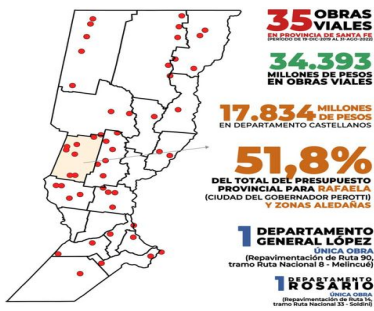 35 OBRAS
VIALES
EN PROVINCIA DE SANTA FE
(PERÍODO DE 19-DIC-2019 AL 31-AGO-2022)
34.393
MILLONES DE PESOS
EN OBRAS VIALES
17.834 MILLONES
DE PESOS
EN DEPARTAMENTO CASTELLANOS
51,8%
DEL TOTAL DEL PRESUPUESTO
PROVINCIAL PARA RAFAELA
(CIUDAD DEL GOBERNADOR PEROTTI)
Y ZONAS ALEDAÑAS
1 DEPARTAMENTO
GENERAL LÓPEZ
ÚNICA OBRA
(Repavimentación de Ruta 90,
tramo Ruta Nacional 8 - Melincué)
1 DEPARTAMENTO
ROSARIO
ÚNICA OBRA
(Repavimentación de Ruta 14,
tramo Ruta Nacional 33 - Soldini)